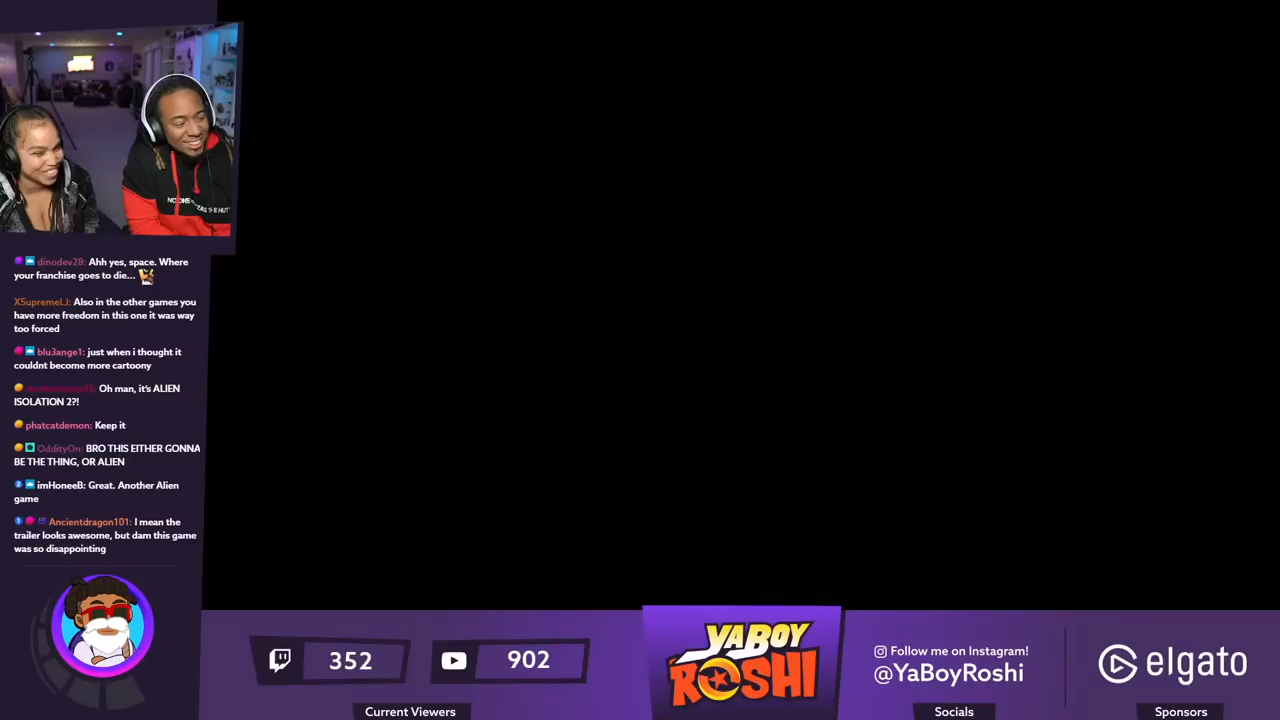 dinodev28: Ahh yes, space. Where
your franchise goes to die...
XSupremeLJ: Also in the other games you
have more freedom in this one it was way
too forced
blu3ange1: just when i thought it
couldnt become more cartoony
Oh man, it's ALIEN
ISOLATION 2?!
phatcatdemon: Keep it
OddityOn: BRO THIS EITHER GONNA
BE THE THING, OR ALIEN
imHoneeB: Great. Another Alien
game
Ancientdragon101: I mean the
trailer looks awesome, but dam this game
was so disappointing
352
902
Current Viewers
YABOY
ROSHI
Follow me on Instagram!
@YaBoyRoshi
Socials
elgato
Sponsors